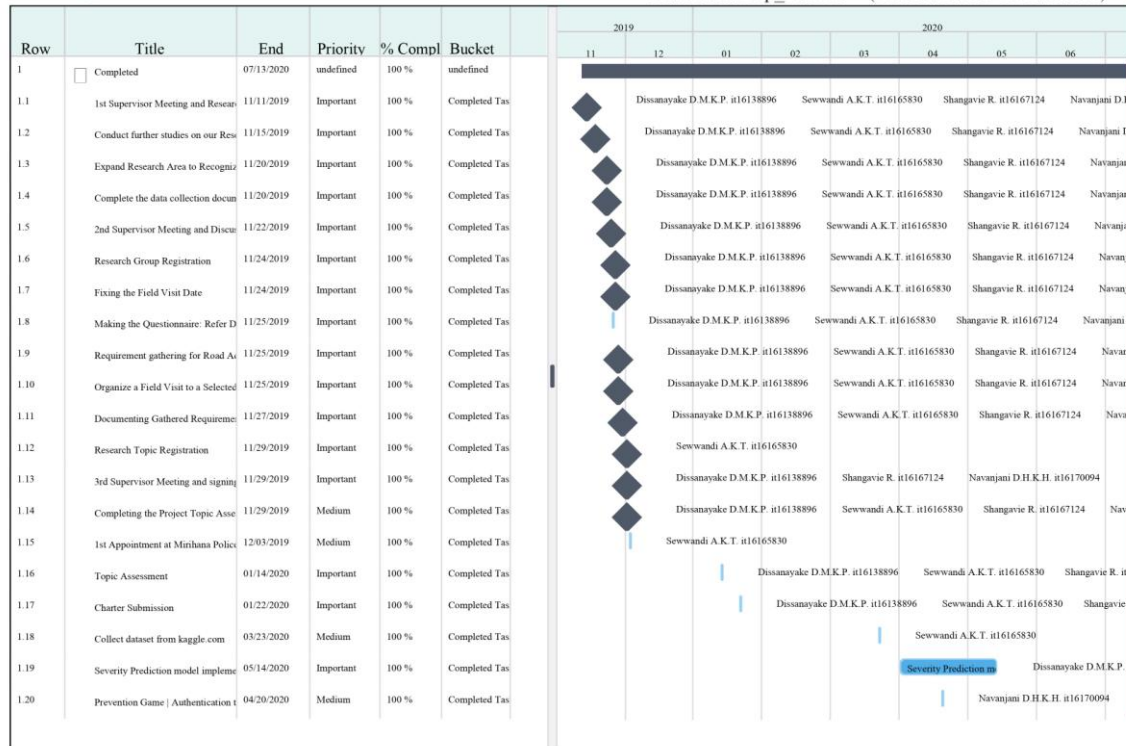 2019 2020
Row Title End Priority % Compl Bucket 11 12 01 02 03 04 05 06
1 Completed 07/13/2020 undefined 100 % undefined
1.1 1st Supervisor Meeting and Resear 11/11/2019 Important 100 % Completed Tas Dissanayake D.M.K.P. it16138896 Sewwandi A.K.T. it16165830 Shangavie R. it16167124 Navanjani D.
1.2 Conduct further studies on our Res 11/15/2019 Important 100 % Completed Tas Dissanayake D.M.K.P. it16138896 Sewwandi A.K.T. it16165830 Shangavie R. it16167124 Navanjani
1.3 Expand Research Area to Recogniz 11/20/2019 Important 100 % Completed Tas Dissanayake D.M.K.P. it16138896 Sewwandi A.K.T. it16165830 Shangavie R. it16167124 Navanjan
1.4 Complete the data collection docun 11/20/2019 Important 100 % Completed Tas Dissanayake D.M.K.P. it16138896 Sewwandi A.K.T. it16165830 Shangavie R. it16167124 Navanjan
1.5 2nd Supervisor Meeting and Discu 11/22/2019 Important 100 % Completed Tas Dissanayake D.M.K.P. it16138896 Sewwandi A.K.T. it16165830 Shangavie R. it16167124 Navanja
1.6 Research Group Registration 11/24/2019 Important 100 % Completed Tas Dissanayake D.M.K.P. it16138896 Sewwandi A.K.T. it16165830 Shangavie R. it16167124 Navan
1.7 Fixing the Field Visit Date 11/24/2019 Important 100 % Completed Tas Dissanayake D.M.K.P. it16138896 Sewwandi A.K.T. it16165830 Shangavie R. it16167124 Navan
1.8 Making the Questionnaire: Refer D 11/25/2019 Important 100 % Completed Tas Dissanayake D.M.K.P. it16138896 Sewwandi A.K.T. it16165830 Shangavie R. it16167124 Navanjani
1.9 Requirement gathering for Road A 11/25/2019 Important 100 % Completed Tas Dissanayake D.M.K.P. it16138896 Sewwandi A.K.T. it16165830 Shangavie R. it16167124 Navan
1.10 Organize a Field Visit to a Selected 11/25/2019 Important 100 % Completed Tas Dissanayake D.M.K.P. it16138896 Sewwandi A.K.T. it16165830 Shangavie R. it16167124 Navan
1.11 Documenting Gathered Requiremen 11/27/2019 Important 100 % Completed Tas Dissanayake D.M.K.P. it16138896 Sewwandi A.K.T. it16165830 Shangavie R. it16167124 Nava
1.12 Research Topic Registration 11/29/2019 Important 100 % Completed Tas Sewwandi A.K.T. it16165830
1.13 3rd Supervisor Meeting and signing 11/29/2019 Important 100 % Completed Tas Dissanayake D.M.K.P. it16138896 Shangavie R. it16167124 Navanjani D.H.K.H. it16170094
1.14 Completing the Project Topic Asse 11/29/2019 Medium 100 % Completed Tas Dissanayake D.M.K.P. it16138896 Sewwandi A.K.T. it16165830 Shangavie R. it16167124 Nav
1.15 1st Appointment at Mirihana Polic 12/03/2019 Medium 100 % Completed Tas Sewwandi A.K.T. it16165830
1.16 Topic Assessment 01/14/2020 Important 100 % Completed Tas Dissanayake D.M.K.P. it16138896 Sewwandi A.K.T. it16165830 Shangavie R. it
1.17 Charter Submission 01/22/2020 Important 100 % Completed Tas Dissanayake D.M.K.P. it16138896 Sewwandi A.K.T. it16165830 Shangavie
1.18 Collect dataset from kaggle.com 03/23/2020 Medium 100 % Completed Tas Sewwandi A.K.T. it16165830
1.19 Severity Prediction model impleme 05/14/2020 Important 100 % Completed Tas Severity Prediction m Dissanayake D.M.K.P.
1.20 Prevention Game | Authentication t 04/20/2020 Medium 100 % Completed Tas Navanjani D.H.K.H. it16170094